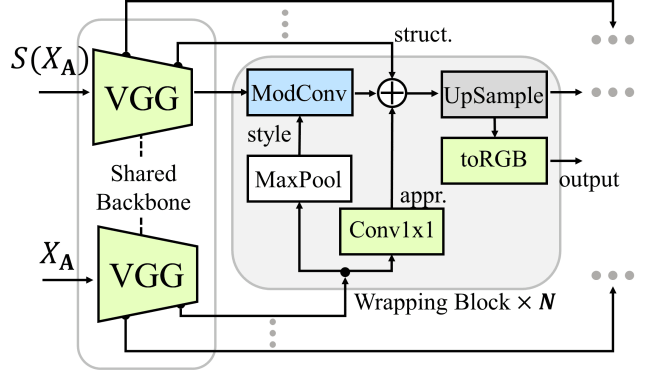 struct.
S(X_A)
VGG
ModConv
UpSample
style
toRGB
MaxPool
output
Shared
Backbone
appr.
Conv1x1
X_A
VGG
Wrapping Block × N